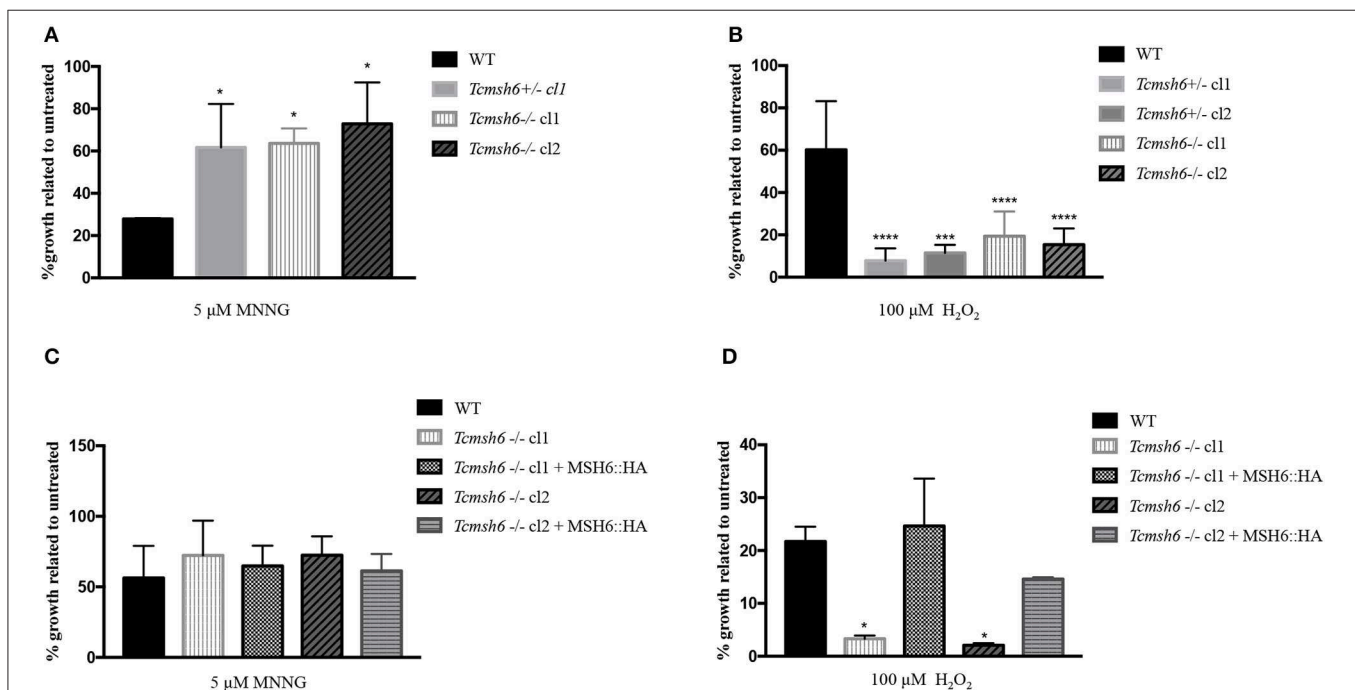 A
%growth related to untreated
100
80
60
40
20
0
*
*
*
5 μM MNNG
WT
Tcmsh6+/- cl1
Tcmsh6-/- cl1
Tcmsh6-/- cl2
B
%growth related to untreated
100
80
60
40
20
0
****
***
****
****
100 μM H₂O₂
WT
Tcmsh6+/- cl1
Tcmsh6+/- cl2
Tcmsh6-/- cl1
Tcmsh6-/- cl2
C
% growth related to untreated
150
100
50
0
5 μM MNNG
WT
Tcmsh6 -/- cl1
Tcmsh6 -/- cl1 + MSH6::HA
Tcmsh6 -/- cl2
Tcmsh6 -/- cl2 + MSH6::HA
D
% growth related to untreated
40
30
20
10
0
*
*
100 μM H₂O₂
WT
Tcmsh6 -/- cl1
Tcmsh6 -/- cl1 + MSH6::HA
Tcmsh6 -/- cl2
Tcmsh6 -/- cl2 + MSH6::HA